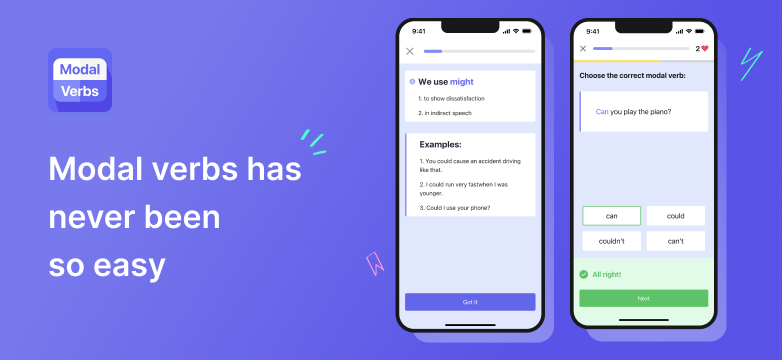 Modal
Verbs
Modal verbs has
never been
so easy
9:41
We use might
1. to show dissatisfaction
2. in indirect speech
Examples:
1. You could cause an accident driving
like that.
2. I could run very fastwhen I was
younger.
3. Could I use your phone?
Got it
9:41
2
Choose the correct modal verb:
Can you play the piano?
can
could
couldn't
can't
All right!
Next